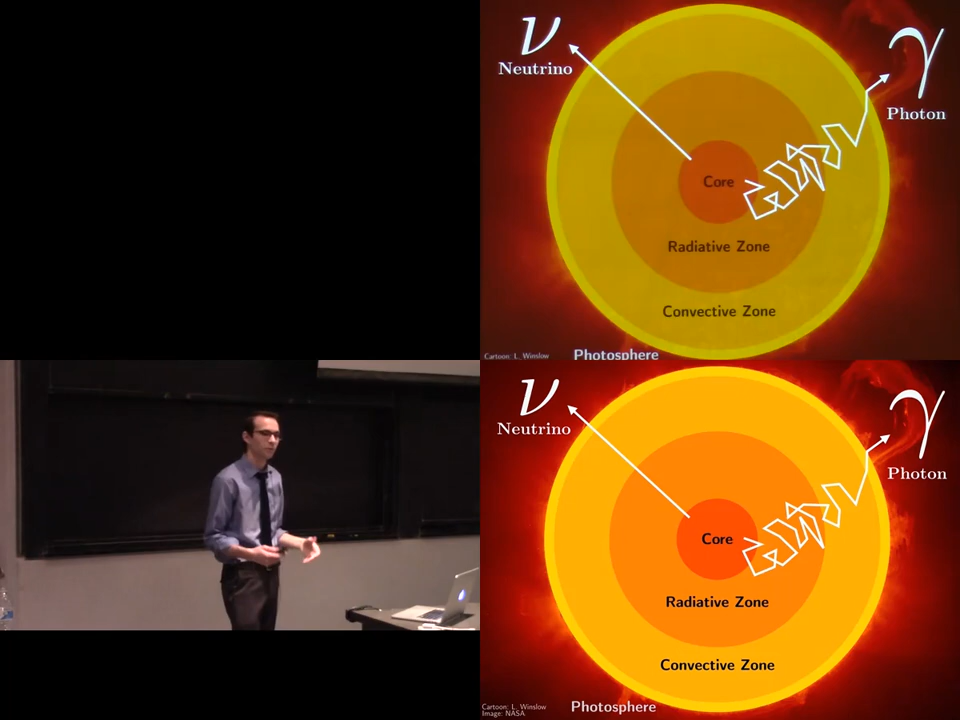 ν
Neutrino
γ
Photon
Core
Radiative Zone
Convective Zone
Cartoon: L. Winslow
Photosphere
ν
Neutrino
γ
Photon
Core
Radiative Zone
Convective Zone
Cartoon: L. Winslow
Image: NASA
Photosphere